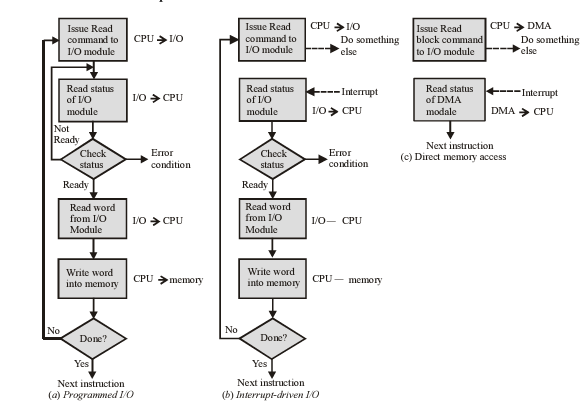 Issue Read
command to
I/O module
CPU → I/O
Read status
of I/O
module
I/O → CPU
Not
Ready
Check
status
Error
condition
Ready
Read word
from I/O
Module
I/O → CPU
Write word
into memory
CPU → memory
No
Done?
Yes
Next instruction
(a) Programmed I/O
Issue Read
command to
I/O module
CPU → I/O
Do something
else
Read status
of I/O
module
Interrupt
I/O → CPU
Check
status
Error
condition
Ready
Read word
from I/O
Module
I/O — CPU
Write word
into memory
CPU — memory
No
Done?
Yes
Next instruction
(b) Interrupt-driven I/O
Issue Read
block command
to I/O module
CPU → DMA
Do something
else
Read status
of DMA
modale
Interrupt
DMA → CPU
Next instruction
(c) Direct memory access